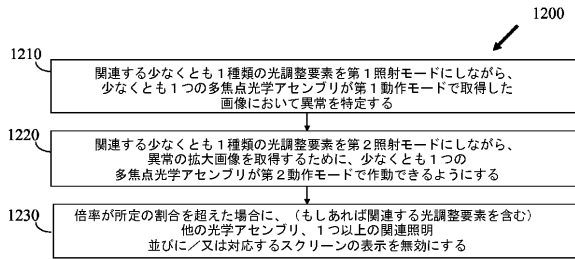 1200
1210
関連する少なくとも1種類の光調整要素を第1照射モードにしながら、
少なくとも1つの多焦点光学アセンブリが第1動作モードで取得した
画像において異常を特定する
1220
関連する少なくとも1種類の光調整要素を第2照射モードにしながら、
異常の拡大画像を取得するために、少なくとも1つの
多焦点光学アセンブリが第2動作モードで作動できるようにする
1230
倍率が所定の割合を超えた場合に、（もしあれば関連する光調整要素を含む）
他の光学アセンブリ、1つ以上の関連照明
並びに／又は対応するスクリーンの表示を無効にする